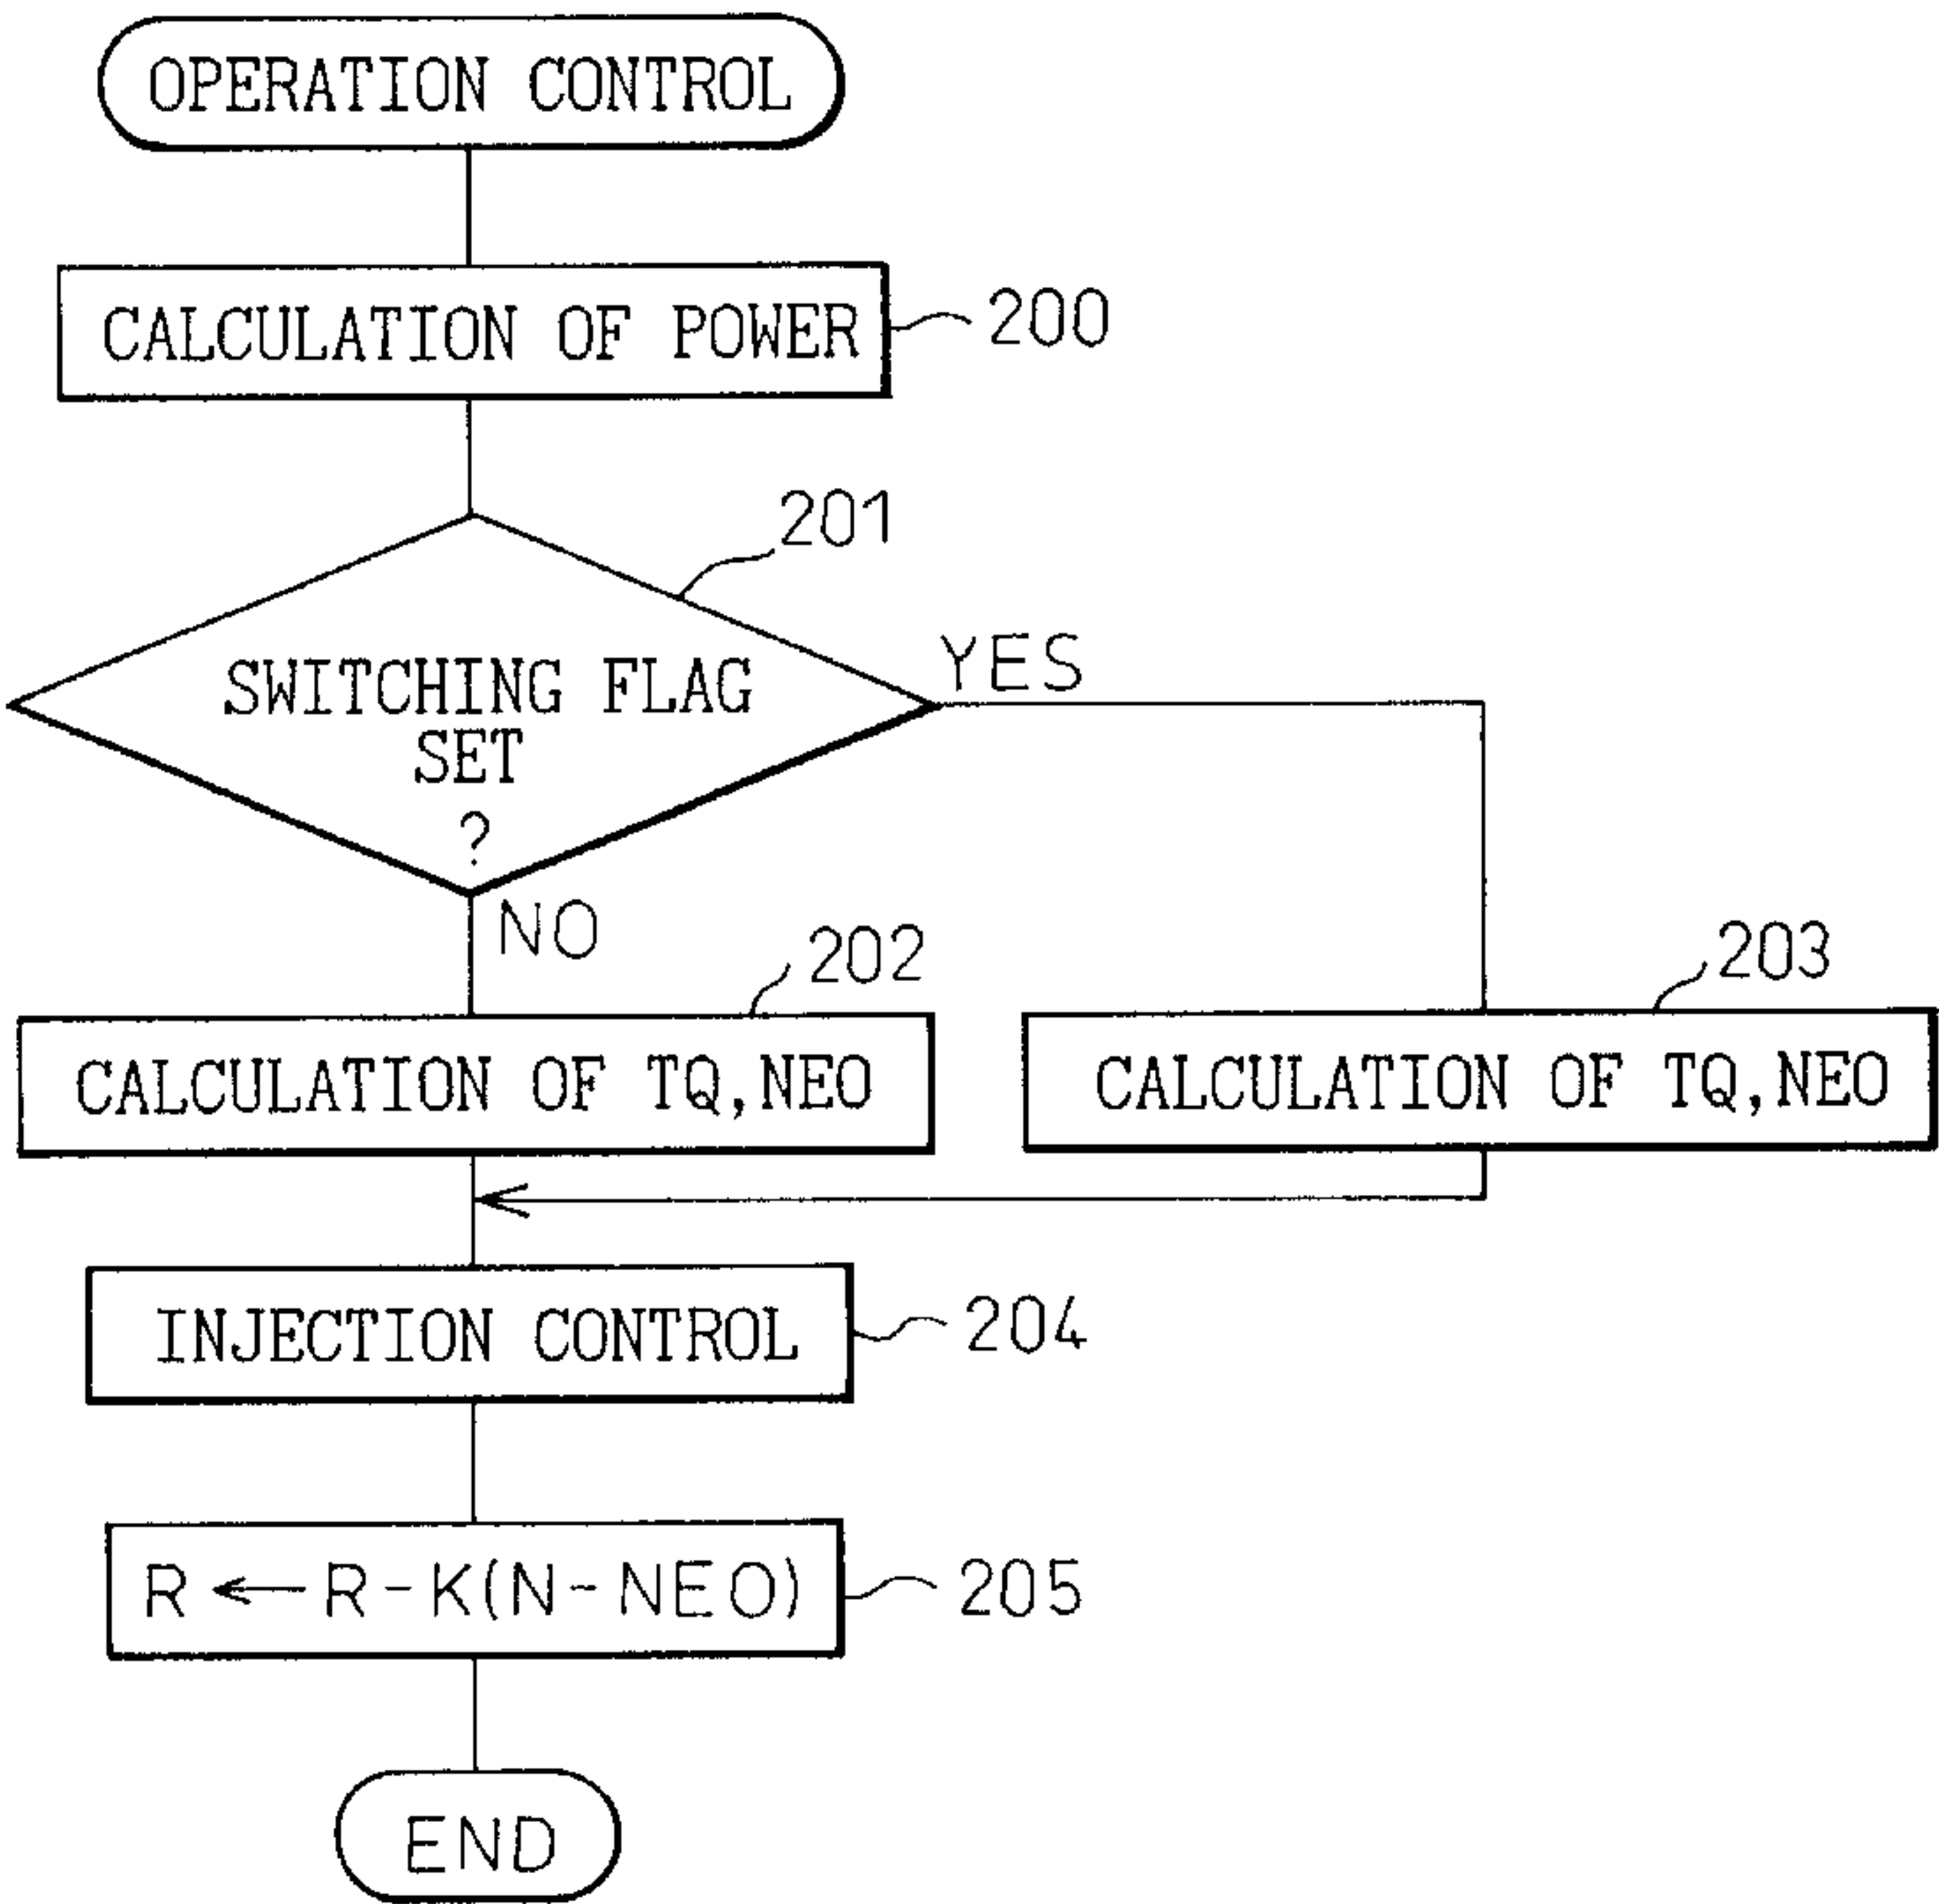 OPERATION CONTROL
CALCULATION OF POWER
200
201
SWITCHING FLAG
SET
?
YES
NO
202
203
CALCULATION OF TQ,NEO
CALCULATION OF TQ,NEO
INJECTION CONTROL
204
R ← R - K(N-NEO)
205
END